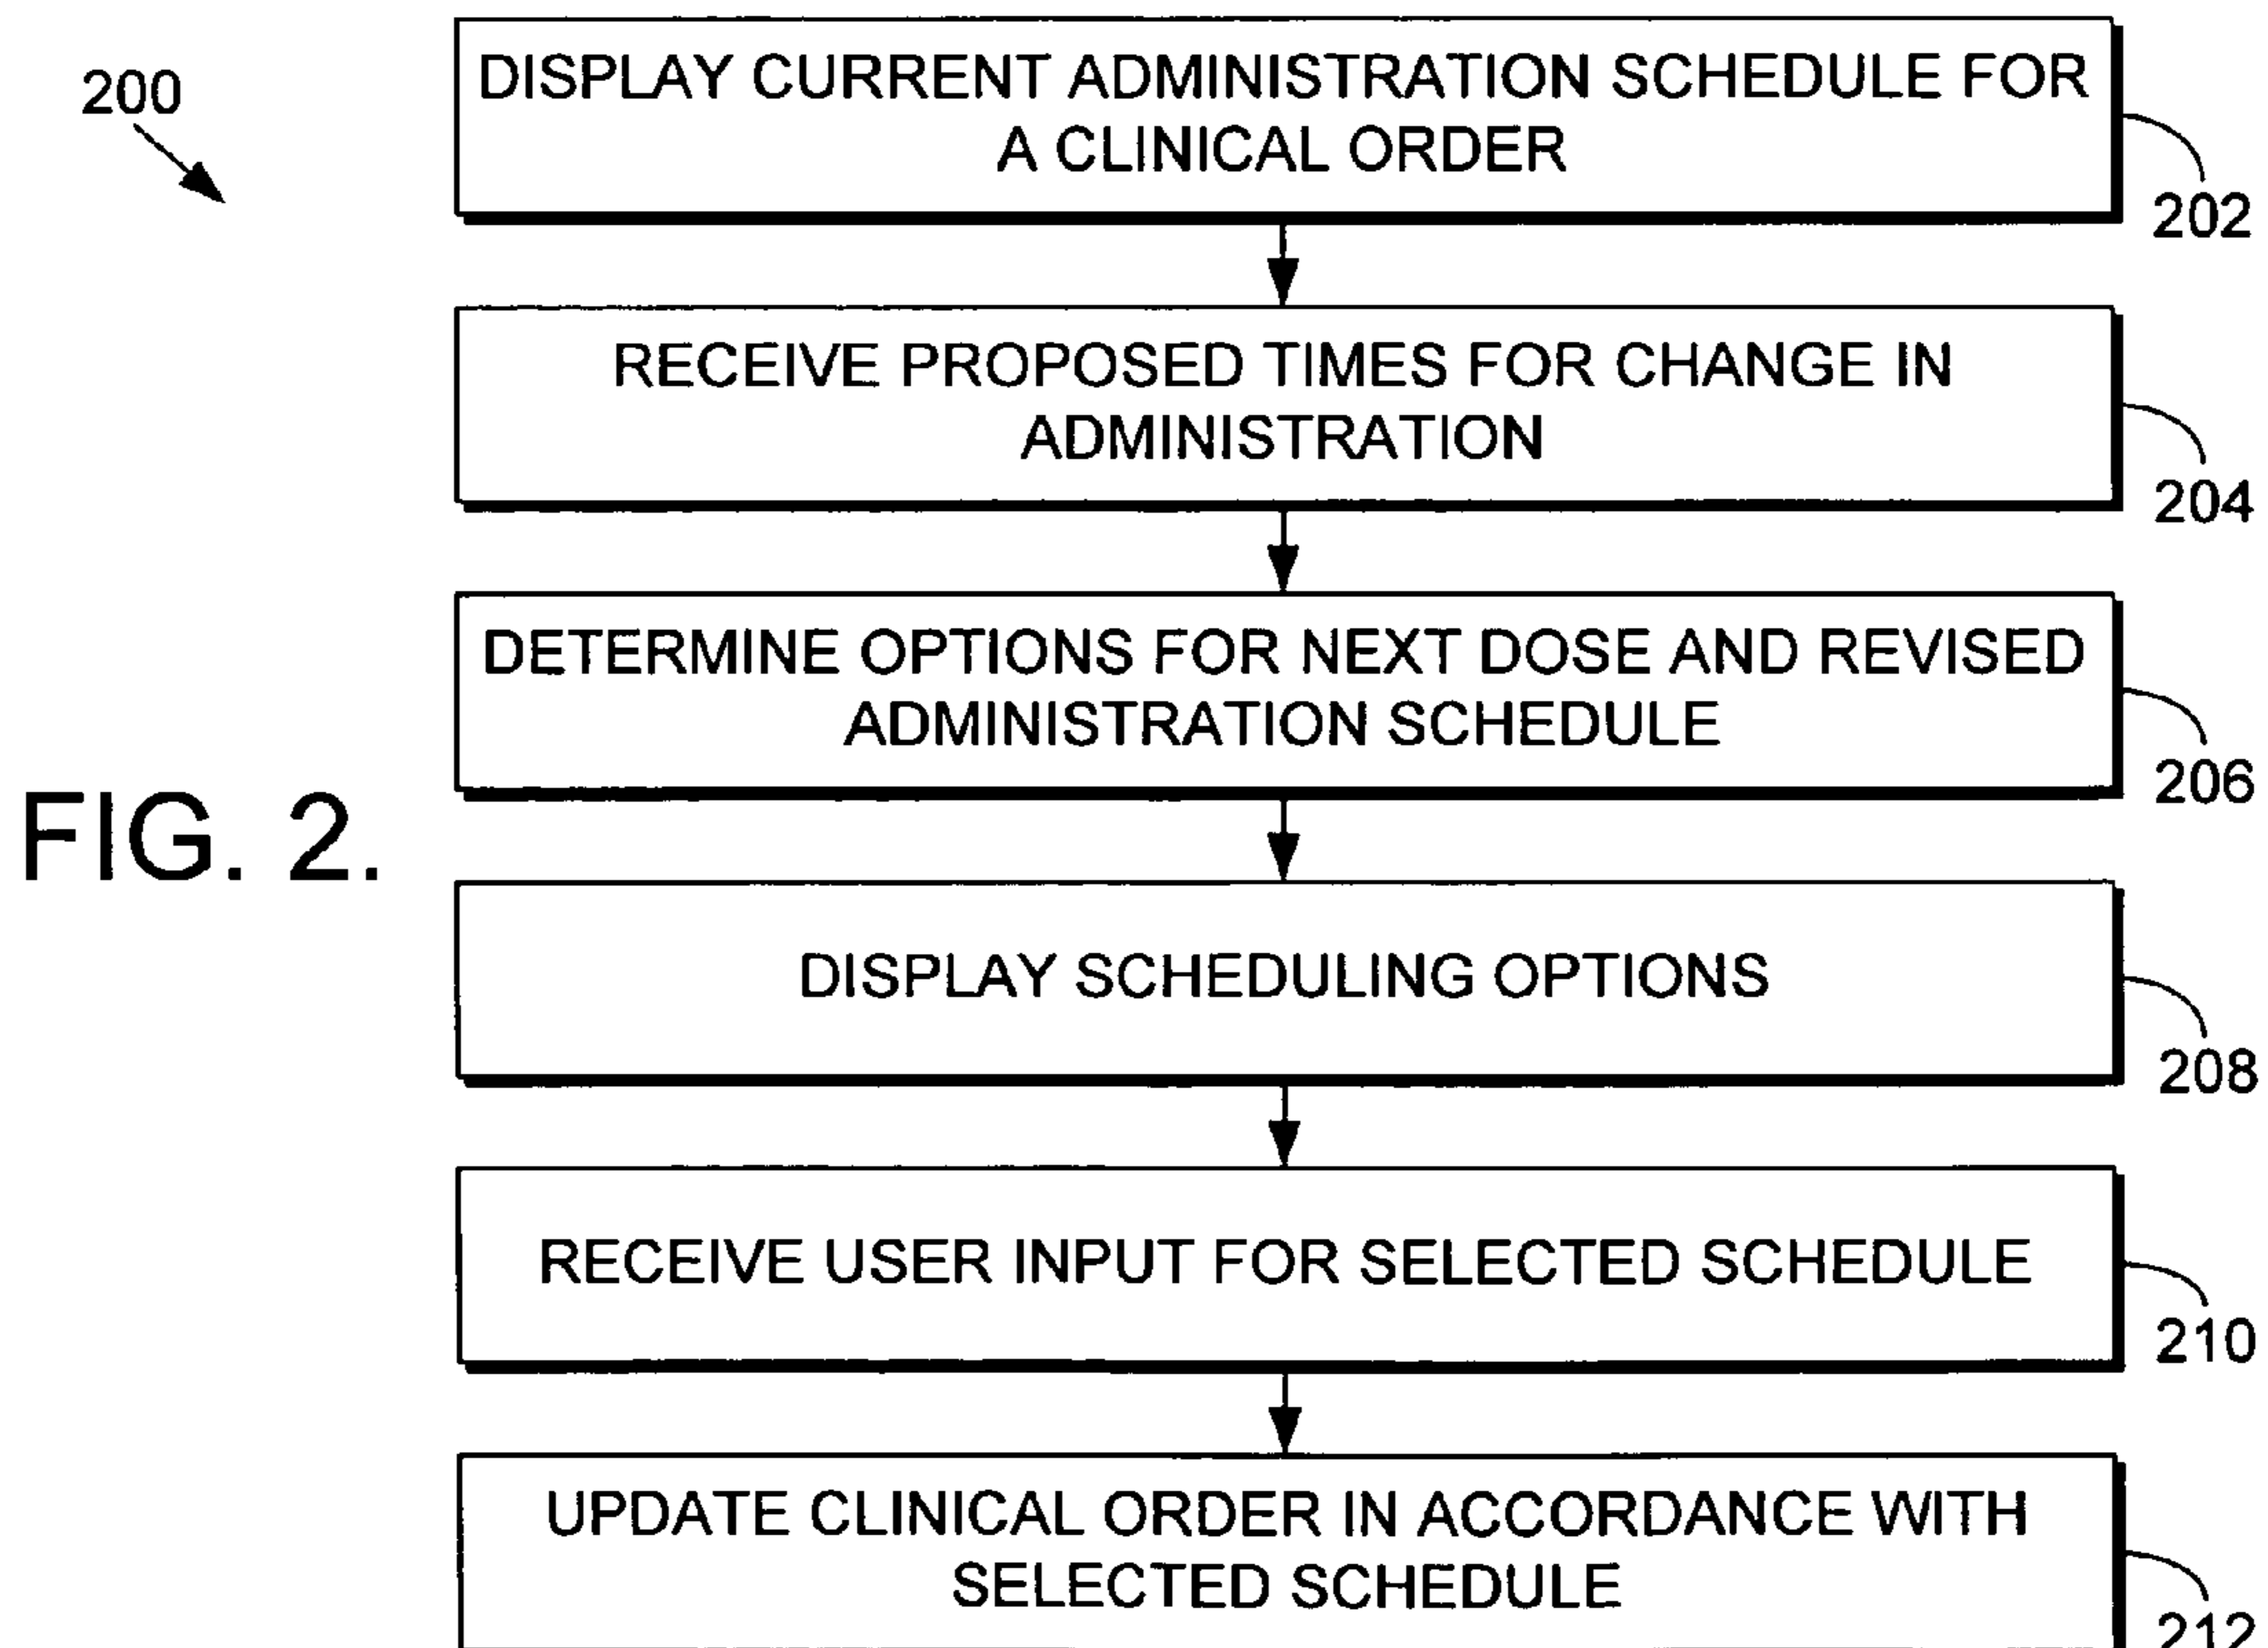 200
DISPLAY CURRENT ADMINISTRATION SCHEDULE FOR
A CLINICAL ORDER
202
RECEIVE PROPOSED TIMES FOR CHANGE IN
ADMINISTRATION
204
DETERMINE OPTIONS FOR NEXT DOSE AND REVISED
ADMINISTRATION SCHEDULE
206
FIG. 2.
DISPLAY SCHEDULING OPTIONS
208
RECEIVE USER INPUT FOR SELECTED SCHEDULE
210
UPDATE CLINICAL ORDER IN ACCORDANCE WITH
SELECTED SCHEDULE
212